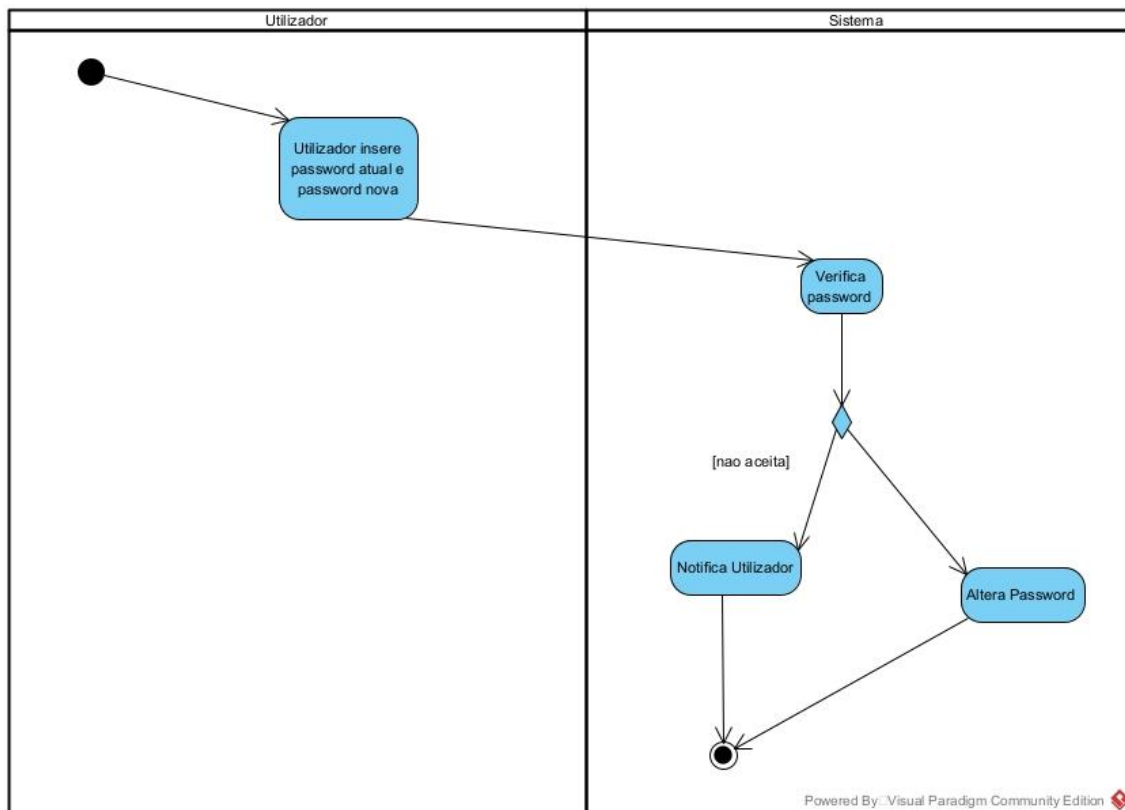 Utilizador
Sistema
Utilizador insere
password atual e
password nova
Verifica
password
[nao aceita]
Notifica Utilizador
Altera Password
Powered By Visual Paradigm Community Edition